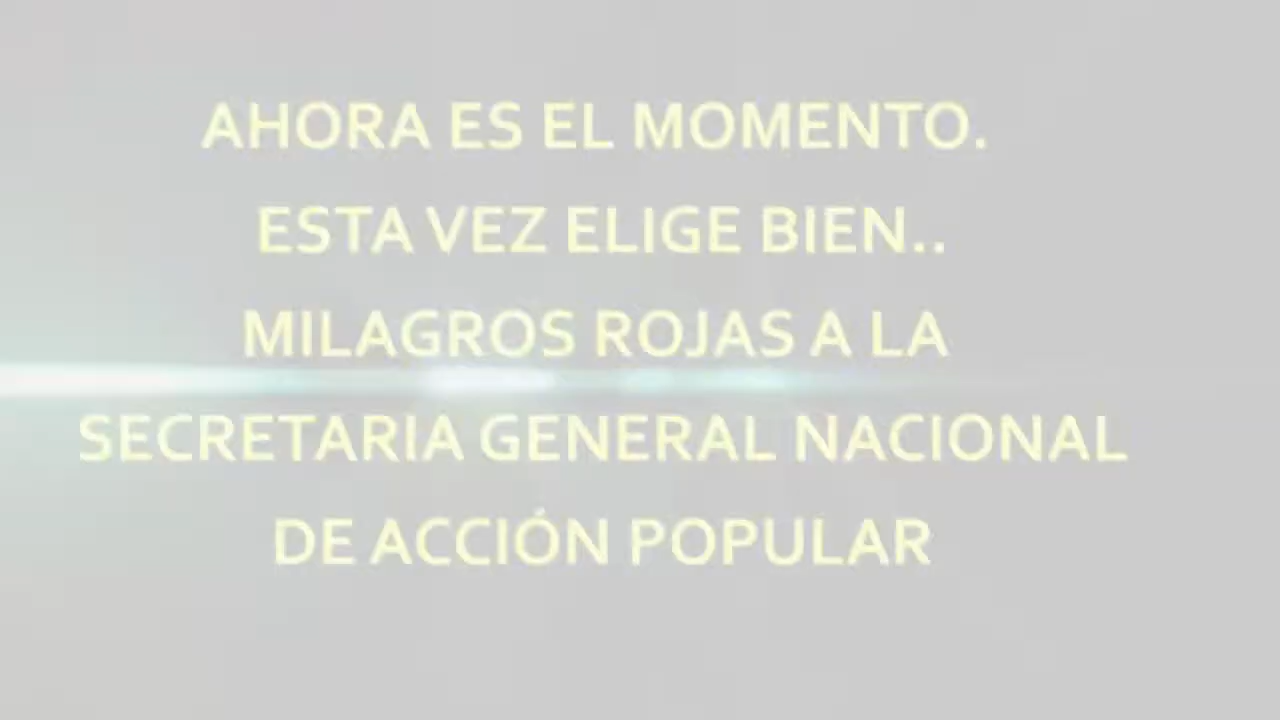 AHORA ES EL MOMENTO.
ESTA VEZ ELIGE BIEN..
MILAGROS ROJAS A LA
SECRETARIA GENERAL NACIONAL
DE ACCIÓN POPULAR